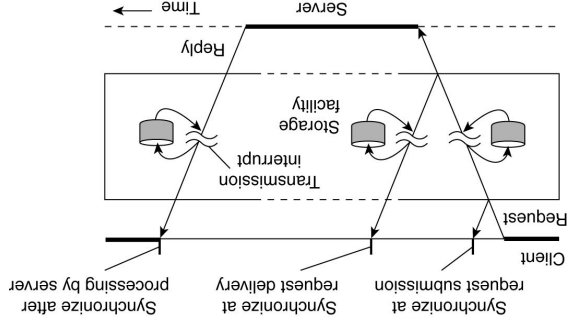 Synchronize at
request submission
Synchronize at
request delivery
Synchronize after
processing by server
Client
Request
Transmission
interrupt
Storage
facility
Reply
Server
Time